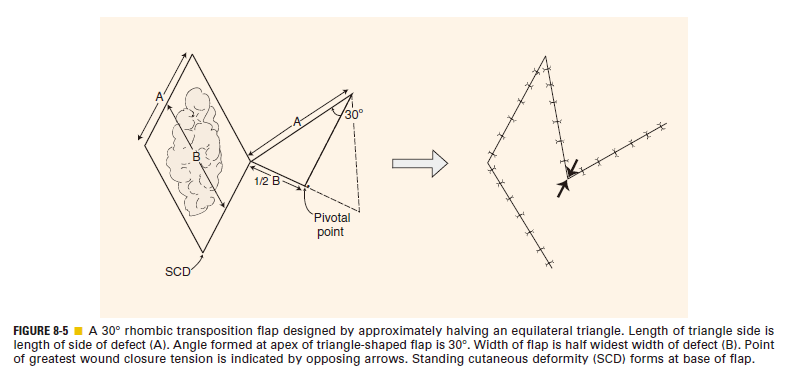 A
B
A
30°
1/2 B
Pivotal
point
SCD
FIGURE 8-5 ■ A 30° rhombic transposition flap designed by approximately halving an equilateral triangle. Length of triangle side is
length of side of defect (A). Angle formed at apex of triangle-shaped flap is 30°. Width of flap is half widest width of defect (B). Point
of greatest wound closure tension is indicated by opposing arrows. Standing cutaneous deformity (SCD) forms at base of flap.